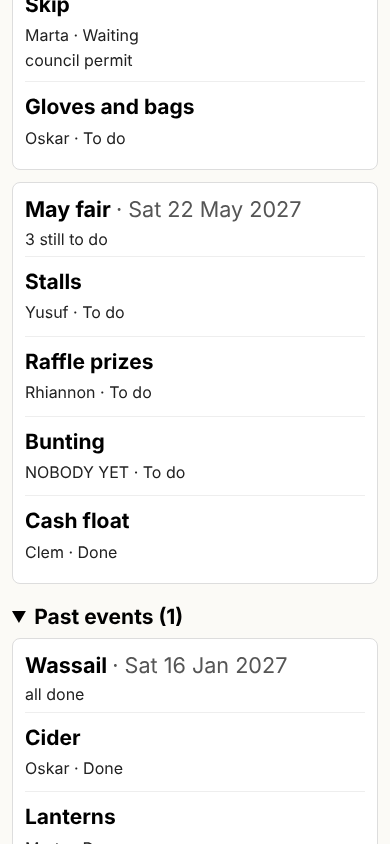 Skip
Marta · Waiting
council permit
Gloves and bags
Oskar · To do
May fair · Sat 22 May 2027
3 still to do
Stalls
Yusuf · To do
Raffle prizes
Rhiannon · To do
Bunting
NOBODY YET · To do
Cash float
Clem · Done
Past events (1)
Wassail · Sat 16 Jan 2027
all done
Cider
Oskar · Done
Lanterns